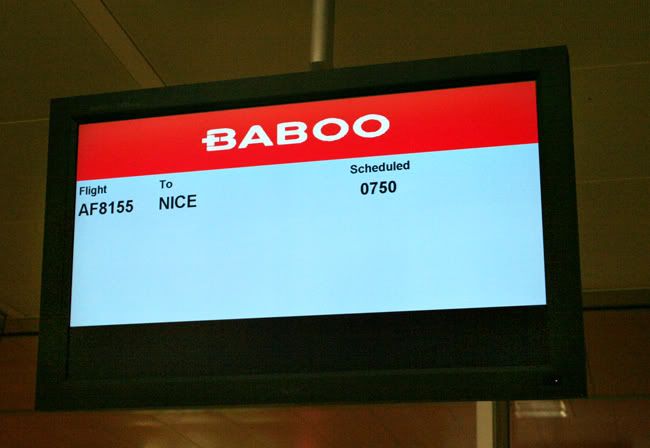 BABOO
Flight To Scheduled
AF8155 NICE 0750